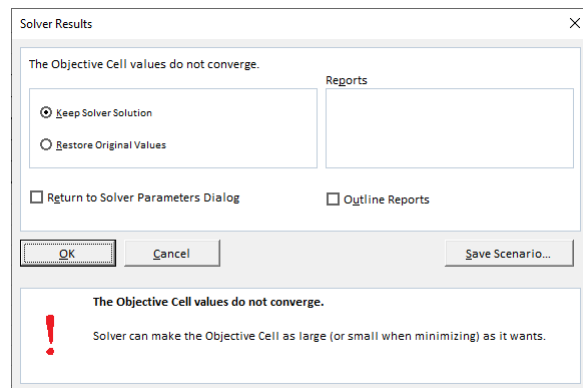 Solver Results
The Objective Cell values do not converge.
Reports
Keep Solver Solution
Restore Original Values
Return to Solver Parameters Dialog
Outline Reports
OK
Cancel
Save Scenario...
The Objective Cell values do not converge.
Solver can make the Objective Cell as large (or small when minimizing) as it wants.